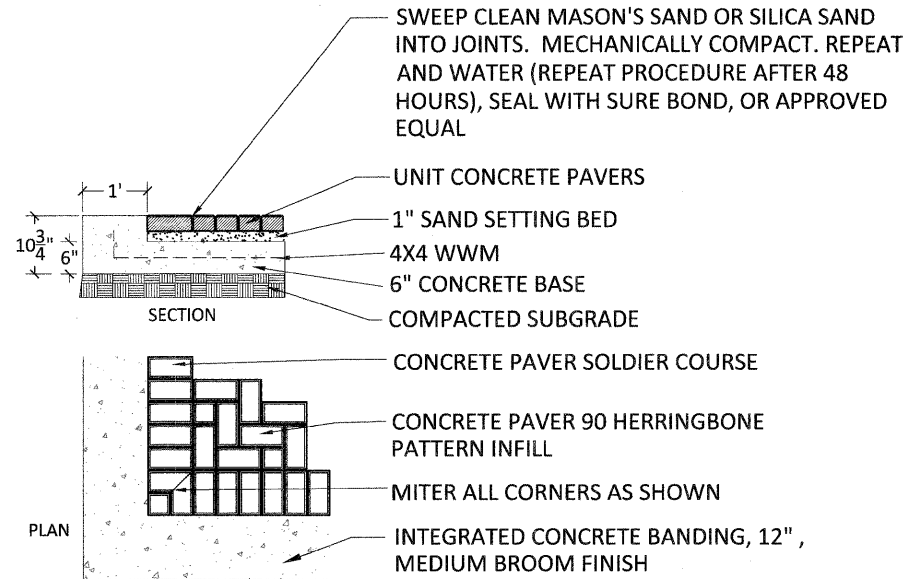 SWEEP CLEAN MASON'S SAND OR SILICA SAND
INTO JOINTS. MECHANICALLY COMPACT. REPEAT
AND WATER (REPEAT PROCEDURE AFTER 48
HOURS), SEAL WITH SURE BOND, OR APPROVED
EQUAL
UNIT CONCRETE PAVERS
1'
1" SAND SETTING BED
10 3/4"
6"
4X4 WWM
6" CONCRETE BASE
SECTION
COMPACTED SUBGRADE
CONCRETE PAVER SOLDIER COURSE
CONCRETE PAVER 90 HERRINGBONE
PATTERN INFILL
MITER ALL CORNERS AS SHOWN
PLAN
INTEGRATED CONCRETE BANDING, 12" ,
MEDIUM BROOM FINISH